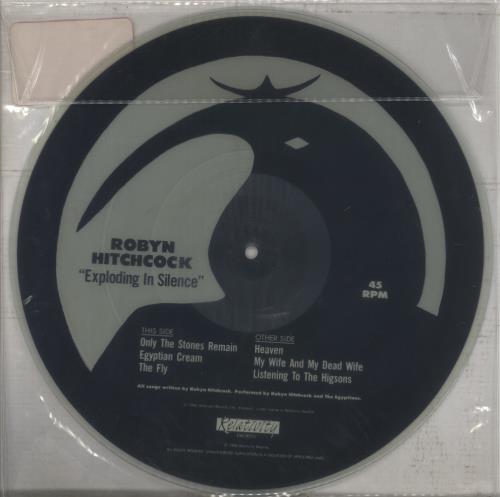 ROBYN
HITCHCOCK
"Exploding In Silence"
45
RPM
THIS SIDE
Only The Stones Remain
Egyptian Cream
The Fly
OTHER SIDE
Heaven
My Wife And My Dead Wife
Listening To The Higsons
All songs written by Robyn Hitchcock. Performed by Robyn Hitchcock and the Egyptians.
Relativity